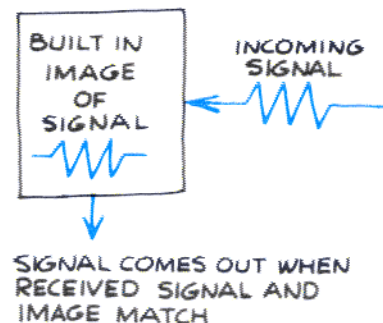 BUILT IN
IMAGE
OF
SIGNAL
INCOMING
SIGNAL
SIGNAL COMES OUT WHEN
RECEIVED SIGNAL AND
IMAGE MATCH